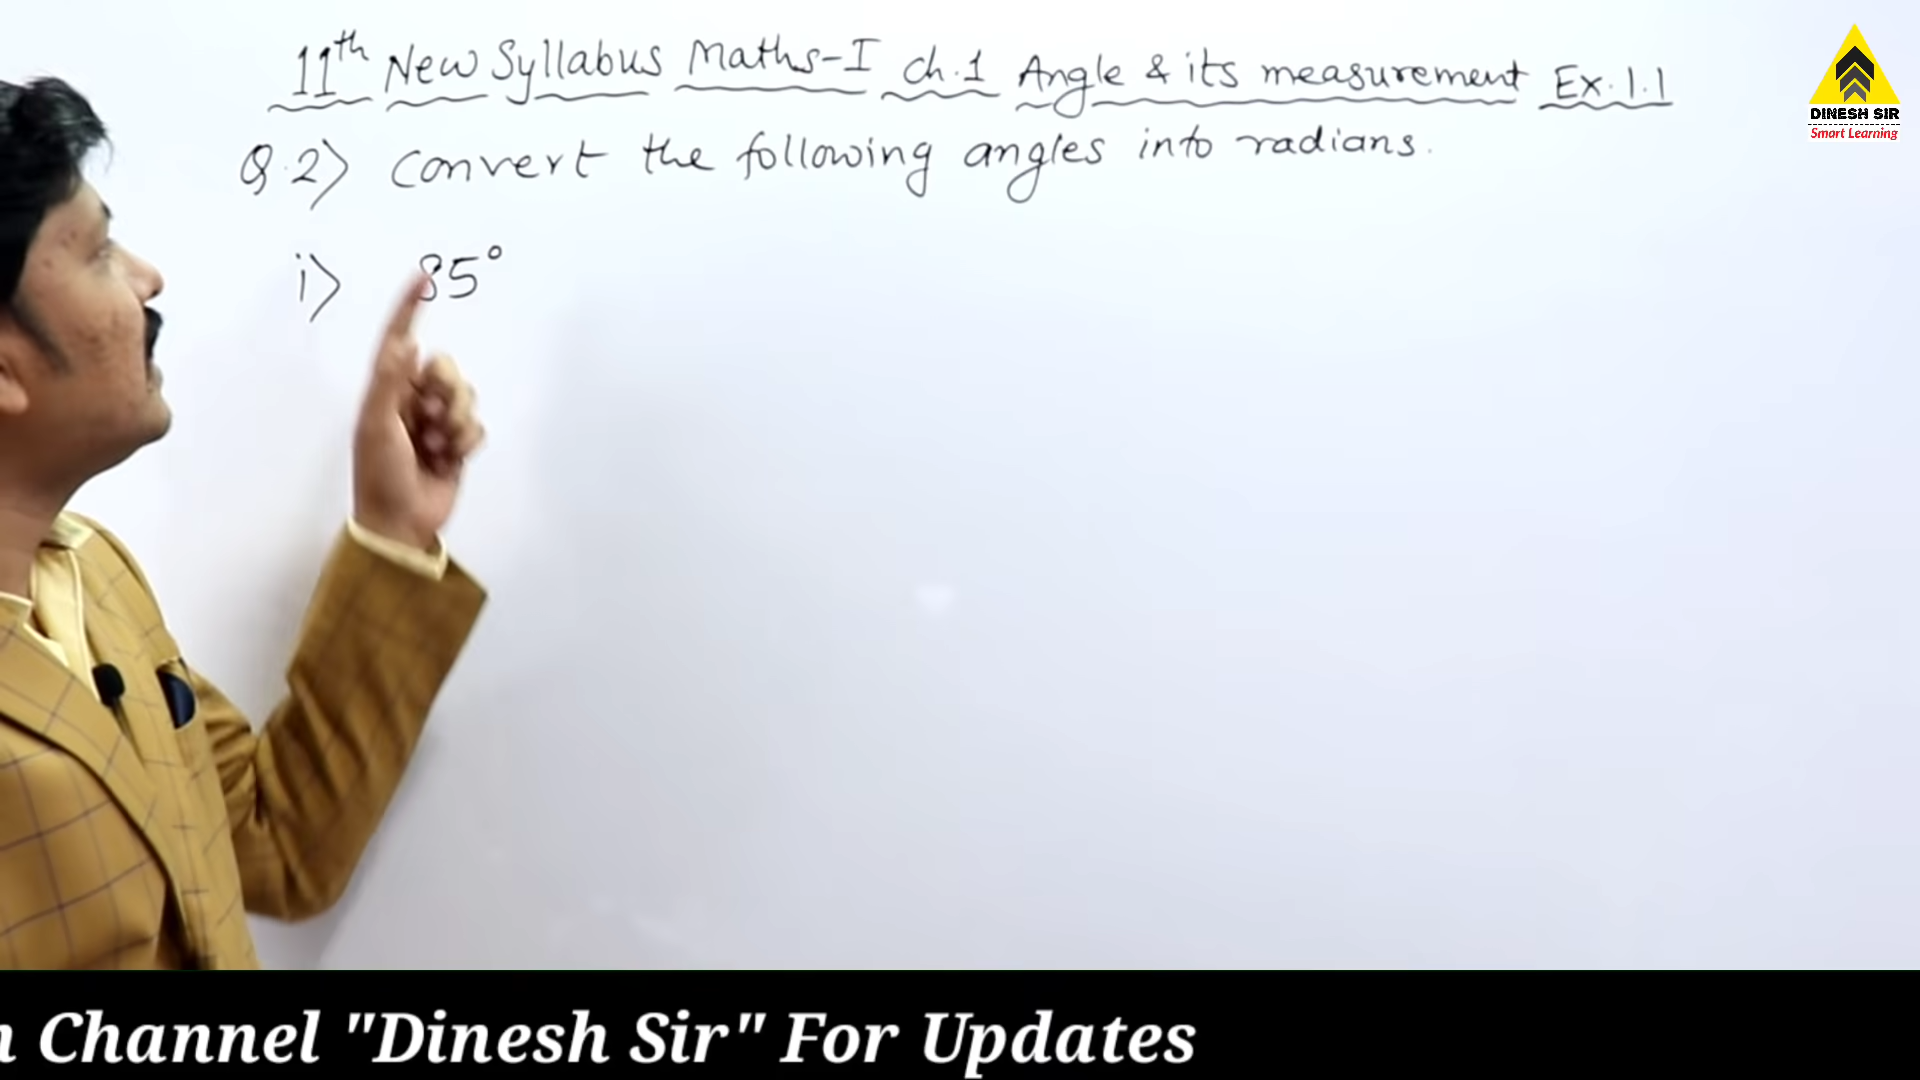 11th New Syllabus Maths-I ch.1 Angle & its measurement Ex.1.1
Q.2) Convert the following angles into radians.
i) 85°
DINESH SIR
Smart Learning
Channel "Dinesh Sir" For Updates